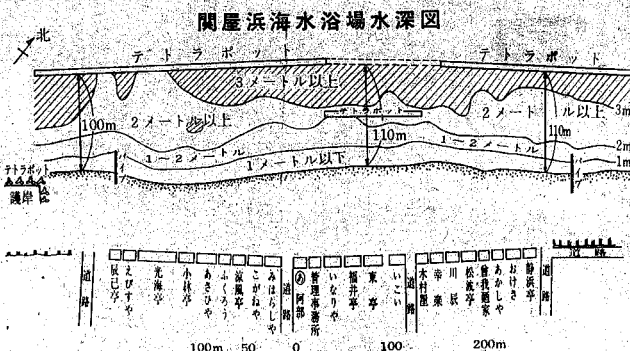 関屋浜海水浴場水深図
北
テトラポット
テトラポット
3メートル以上
2メートル以上
2メートル以上
3m
テトラポット
100m
110m
110m
1～2メートル
1～2メートル
2m
1メートル以下
1m
パイプ
パイプ
テトラポット
護岸
道路
道路
辰己亭
えびすや
光海亭
小林亭
あきひや
ふくろう
涼風亭
こがねや
みはらしや
道路
あ 阿部
管理事務所
いなりや
福井亭
東亭
いこい
道路
木村屋
幸楽
川辰
松波亭
曾我廼家
あかしや
おけさ
静浜亭
道路
100m
50
0
100
200m